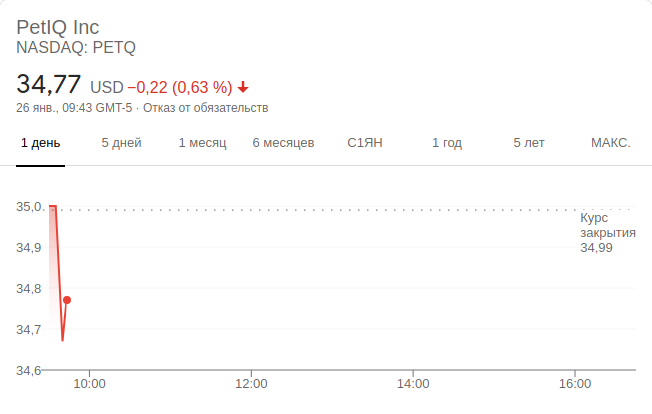 PetIQ Inc
NASDAQ: PETQ
34,77 USD −0,22 (0,63 %)
26 янв., 09:43 GMT-5 · Отказ от обязательств
1 день 5 дней 1 месяц 6 месяцев С1ЯН 1 год 5 лет МАКС.
35,0
Курс
закрытия
34,99
34,9
34,8
34,7
34,6
10:00 12:00 14:00 16:00